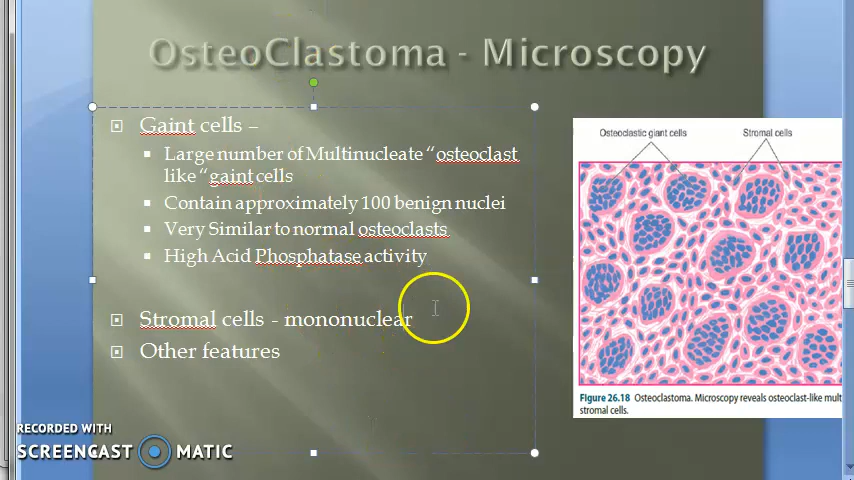 OsteoClastoma - Microscopy
Gaint cells –
Large number of Multinucleate “osteoclast
like “gaint cells
Contain approximately 100 benign nuclei
Very Similar to normal osteoclasts
High Acid Phosphatase activity
Stromal cells - mononuclear
Other features
Osteoclastic giant cells
Stromal cells
Figure 26.18 Osteoclastoma. Microscopy reveals osteoclast-like mult
stromal cells.
RECORDED WITH
SCREENCAST MATIC